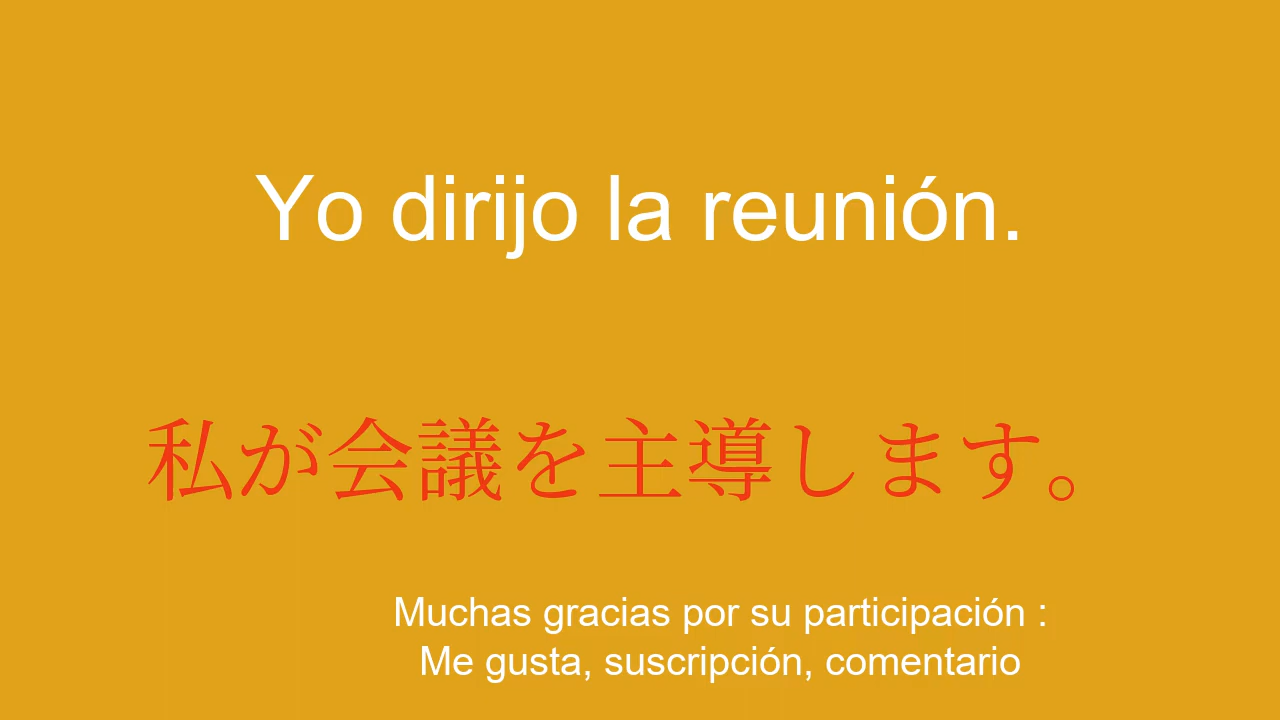 Yo dirijo la reunión.
私が会議を主導します。
Muchas gracias por su participación :
Me gusta, suscripción, comentario